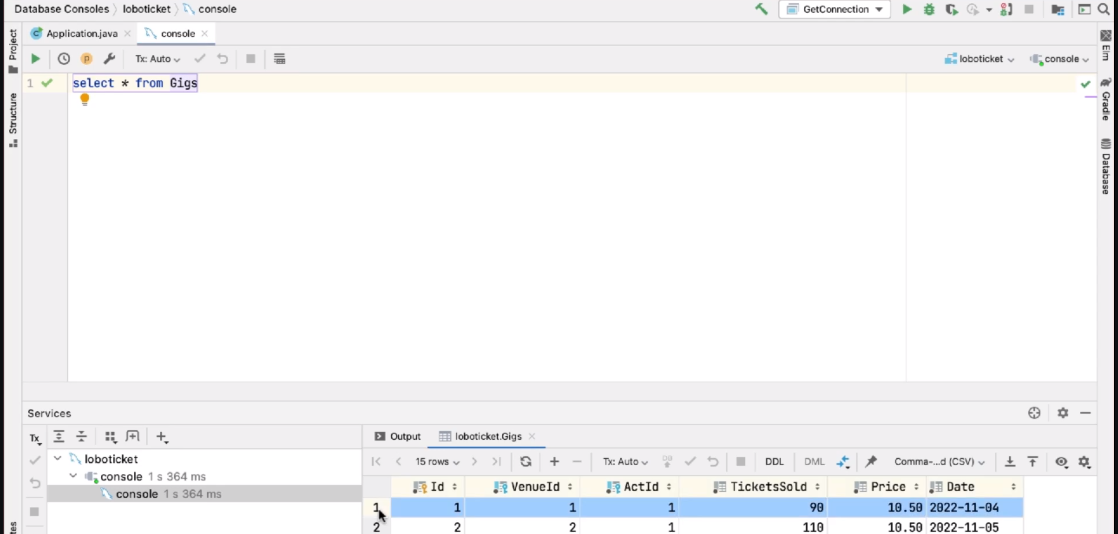 Database Consoles loboticket console
GetConnection
Application.java console
Tx: Auto loboticket console
1 select * from Gigs
Project
Structure
Gradle
Database
Services
Tx
Output loboticket.Gigs
loboticket
15 rows Tx: Auto DDL DML Comma-...d (CSV)
console 1 s 364 ms
console 1 s 364 ms
Id VenueId ActId TicketsSold Price Date
1 1 1 1 90 10.50 2022-11-04
2 2 2 1 110 10.50 2022-11-05